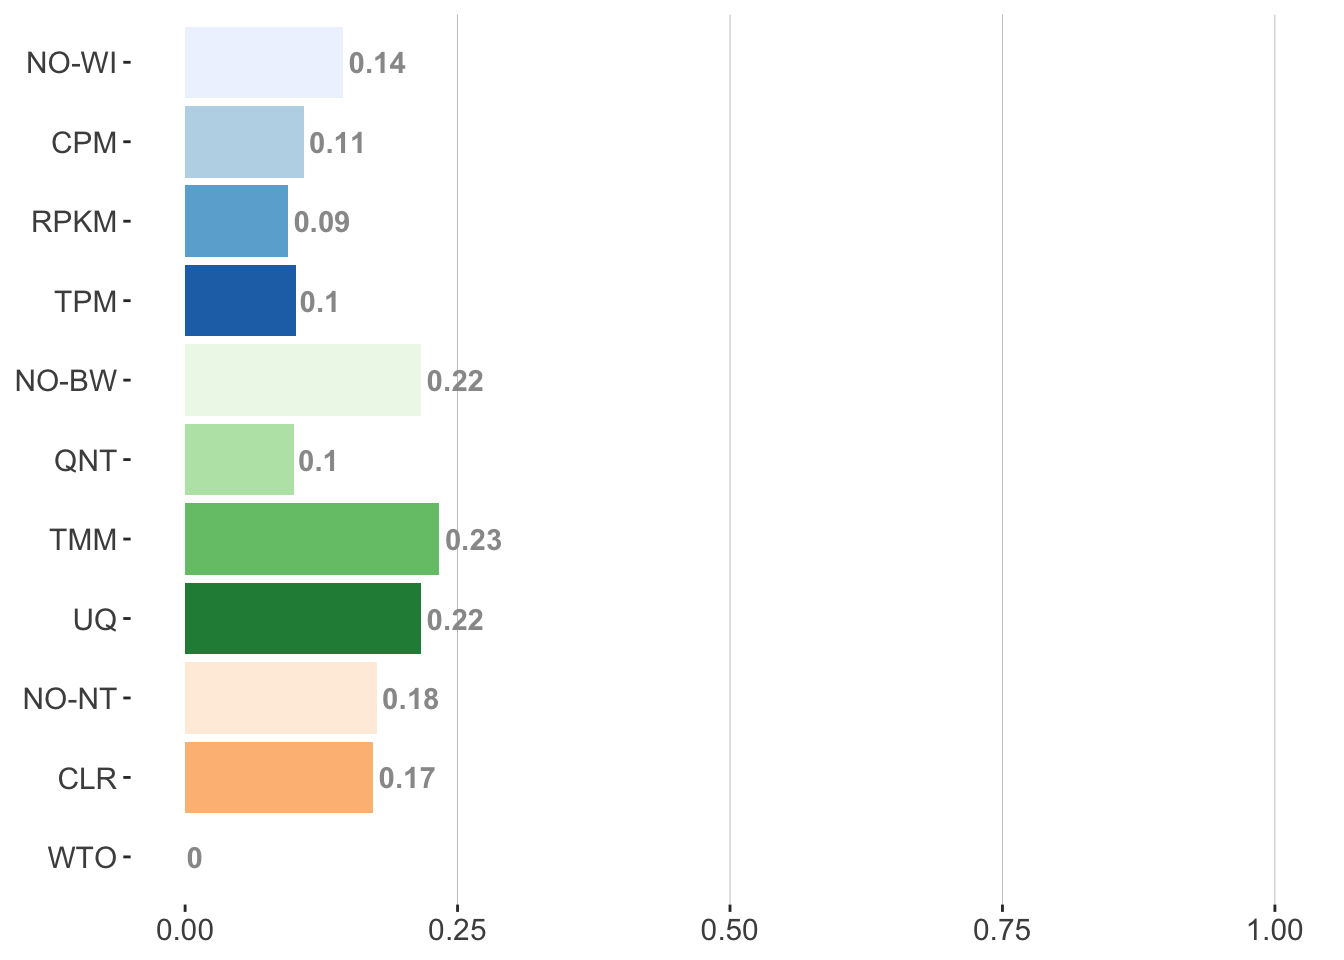 NO-WI 0.14
CPM 0.11
RPKM 0.09
TPM 0.1
NO-BW 0.22
QNT 0.1
TMM 0.23
UQ 0.22
NO-NT 0.18
CLR 0.17
WTO 0
0.00 0.25 0.50 0.75 1.00